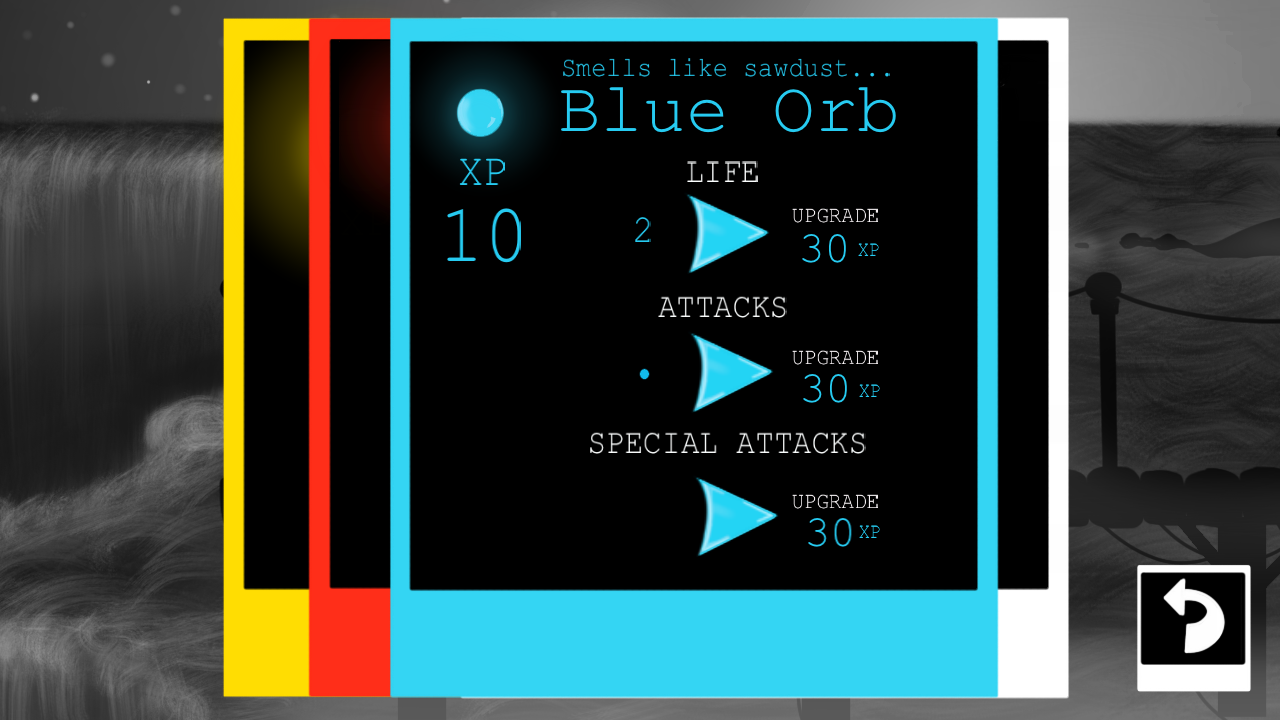 Smells like sawdust...
Blue Orb
XP
10
LIFE
2
UPGRADE
30 XP
ATTACKS
UPGRADE
30 XP
SPECIAL ATTACKS
UPGRADE
30 XP